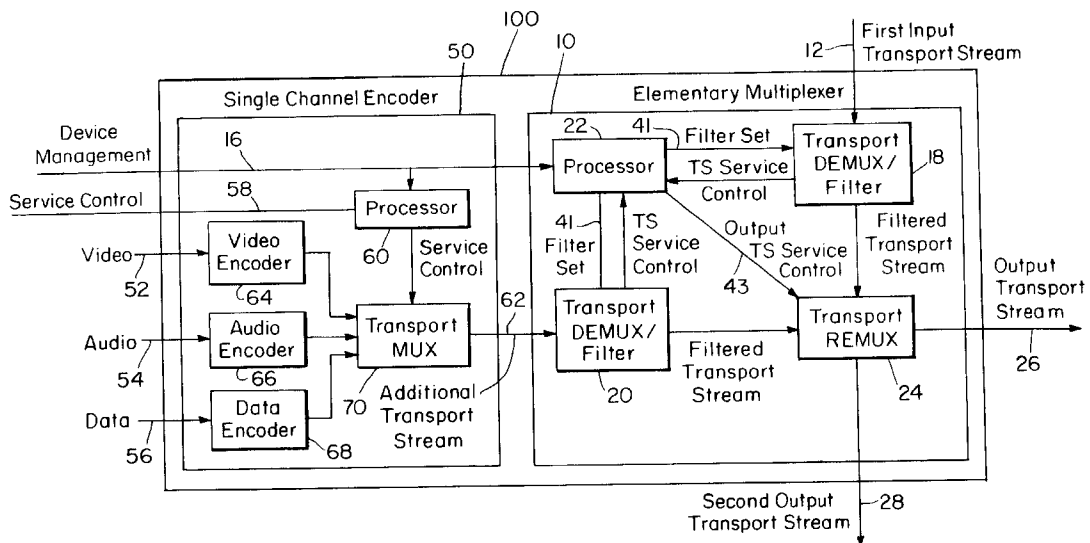 100
50
10
12
First Input
Transport Stream
Single Channel Encoder
Elementary Multiplexer
Device
Management
16
22
41
Filter Set
Processor
TS Service
Control
Transport
DEMUX/
Filter
18
Service Control
58
Processor
60
Service
Control
41
Filter
Set
TS
Service
Control
Output
TS Service
Control
43
Filtered
Transport
Stream
Video
52
Video
Encoder
64
Audio
54
Audio
Encoder
66
Data
56
Data
Encoder
68
Transport
MUX
70
62
Additional
Transport
Stream
Transport
DEMUX/
Filter
20
Filtered
Transport
Stream
Transport
REMUX
24
Output
Transport
Stream
26
Second Output
Transport Stream
28